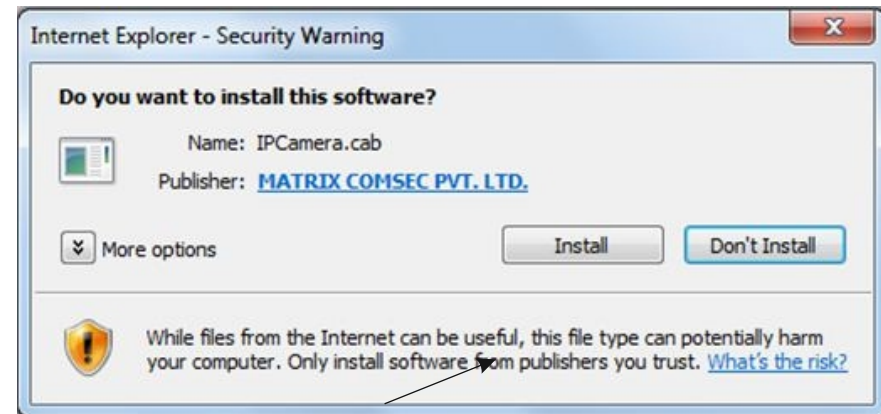 Internet Explorer - Security Warning
Do you want to install this software?
Name: IPCamera.cab
Publisher: MATRIX COMSEC PVT. LTD.
More options
Install
Don't Install
While files from the Internet can be useful, this file type can potentially harm
your computer. Only install software from publishers you trust. What's the risk?